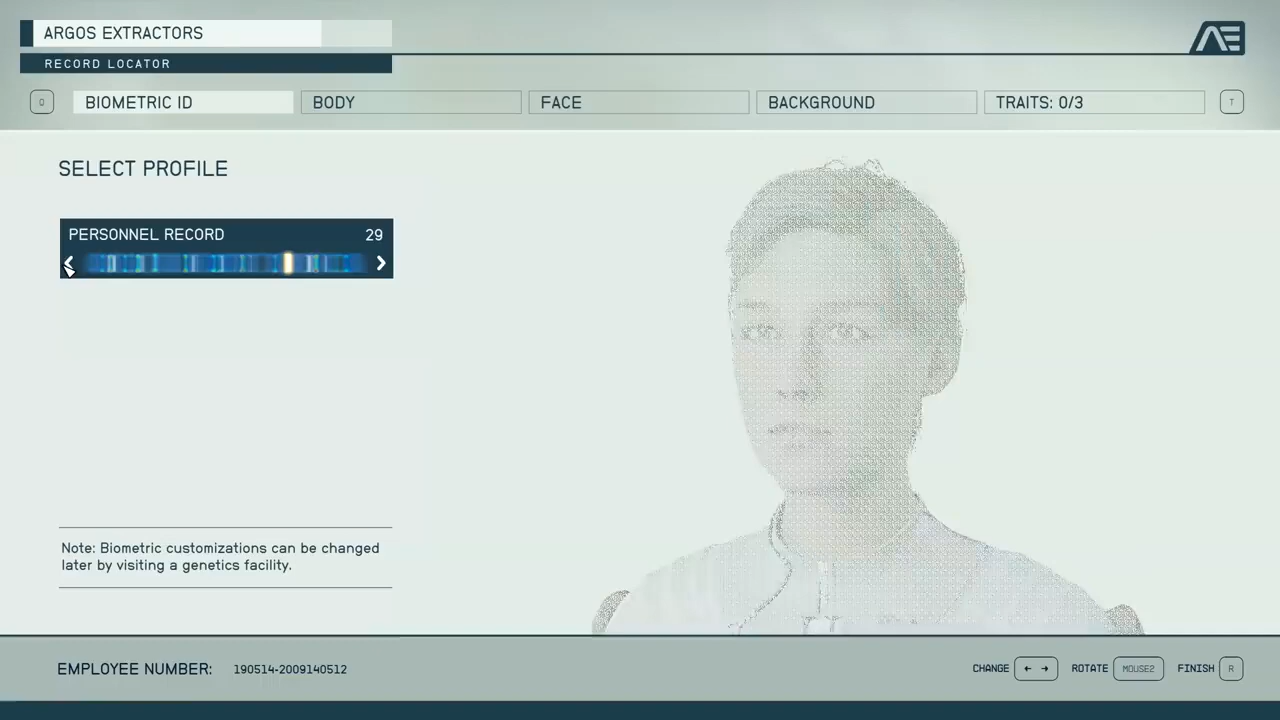 ARGOS EXTRACTORS
RECORD LOCATOR
Q BIOMETRIC ID BODY FACE BACKGROUND TRAITS: 0/3 T
SELECT PROFILE
PERSONNEL RECORD 29
Note: Biometric customizations can be changed
later by visiting a genetics facility.
EMPLOYEE NUMBER: 190514-2009140512
CHANGE ROTATE MOUSE2 FINISH R